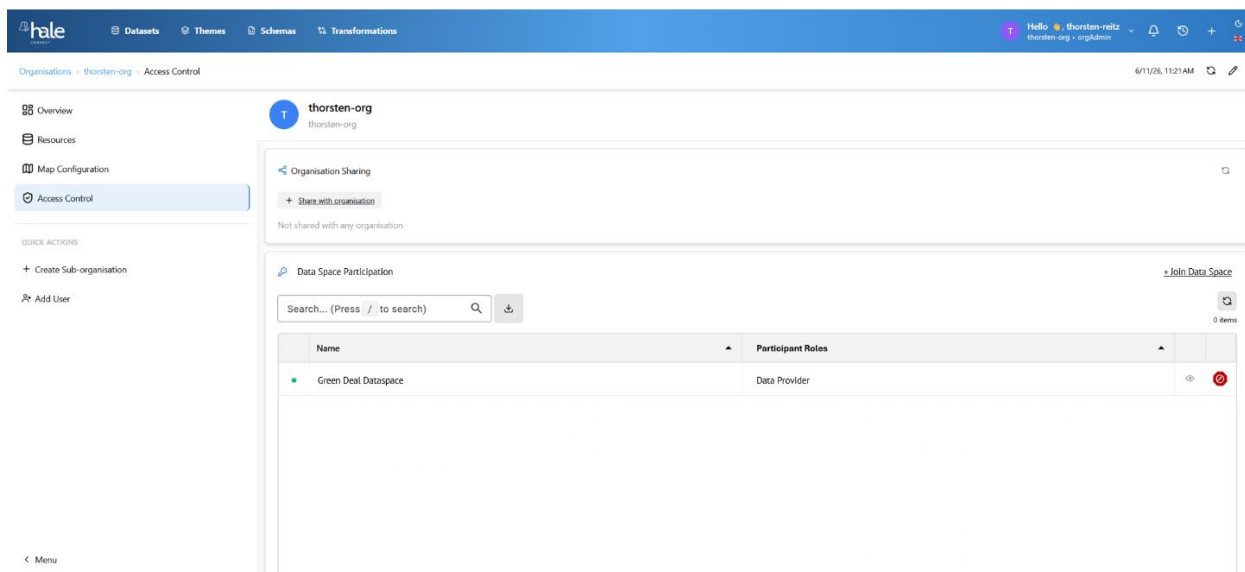 hale
CONNECT
Datasets
Themes
Schemas
Transformations
T
Hello 👋, thorsten-reitz
thorsten-org • orgAdmin
Organisations › thorsten-org › Access Control
6/11/26, 11:21 AM
Overview
Resources
Map Configuration
Access Control
QUICK ACTIONS
+ Create Sub-organisation
Add User
< Menu
T
thorsten-org
thorsten-org
Organisation Sharing
+ Share with organisation
Not shared with any organisation
Data Space Participation
+ Join Data Space
Search... (Press / to search)
0 items
Name
Participant Roles
Green Deal Dataspace
Data Provider